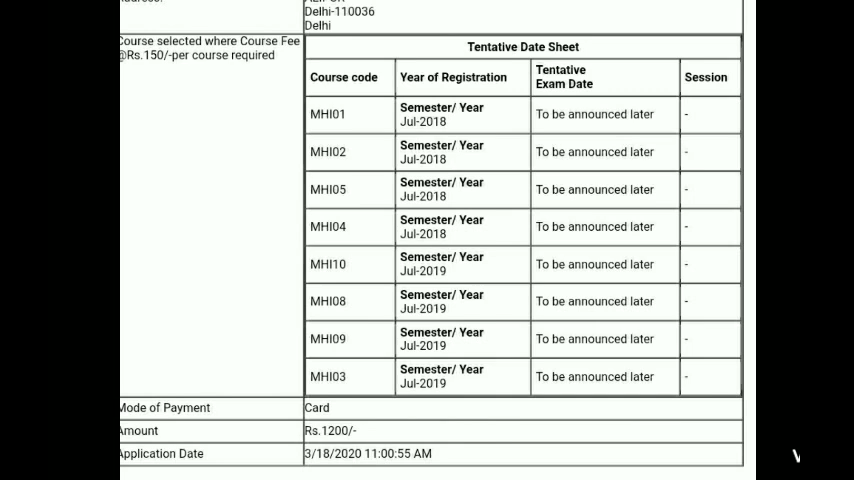 Delhi-110036
Delhi
Course selected where Course Fee
@Rs.150/-per course required
Tentative Date Sheet
Course code Year of Registration Tentative Exam Date Session
MHI01 Semester/ Year Jul-2018 To be announced later -
MHI02 Semester/ Year Jul-2018 To be announced later -
MHI05 Semester/ Year Jul-2018 To be announced later -
MHI04 Semester/ Year Jul-2018 To be announced later -
MHI10 Semester/ Year Jul-2019 To be announced later -
MHI08 Semester/ Year Jul-2019 To be announced later -
MHI09 Semester/ Year Jul-2019 To be announced later -
MHI03 Semester/ Year Jul-2019 To be announced later -
Mode of Payment Card
Amount Rs.1200/-
Application Date 3/18/2020 11:00:55 AM